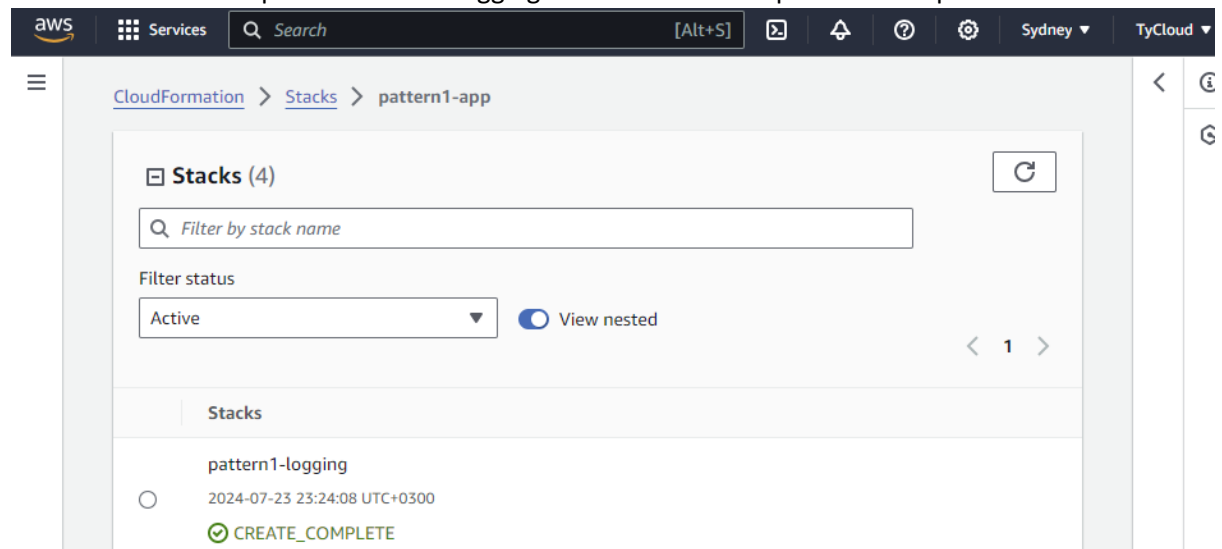 aws Services Search [Alt+S] Sydney TyCloud
CloudFormation > Stacks > pattern1-app
Stacks (4)
Filter by stack name
Filter status
Active View nested
< 1 >
Stacks
pattern1-logging
2024-07-23 23:24:08 UTC+0300
CREATE_COMPLETE